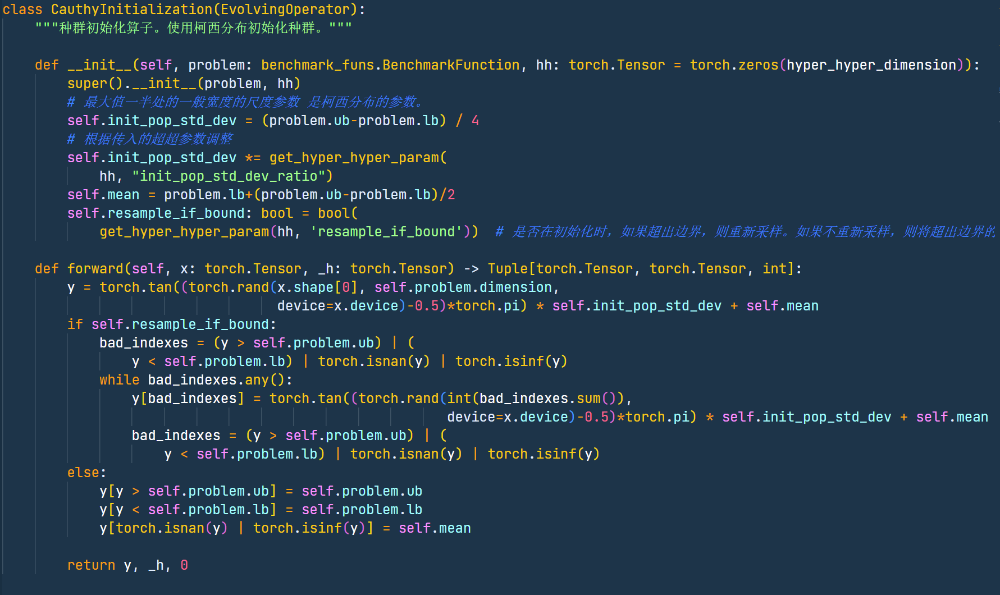 class CauthyInitialization(EvolvingOperator):
    """种群初始化算子。使用柯西分布初始化种群。"""
    def __init__(self, problem: benchmark_funs.BenchmarkFunction, hh: torch.Tensor = torch.zeros(hyper_hyper_dimension)):
        super().__init__(problem, hh)
        # 最大值一半处的一般宽度的尺度参数 是柯西分布的参数。
        self.init_pop_std_dev = (problem.ub-problem.lb) / 4
        # 根据传入的超超参数调整
        self.init_pop_std_dev *= get_hyper_hyper_param(
            hh, "init_pop_std_dev_ratio")
        self.mean = problem.lb+(problem.ub-problem.lb)/2
        self.resample_if_bound: bool = bool(
            get_hyper_hyper_param(hh, 'resample_if_bound'))  # 是否在初始化时，如果超出边界，则重新采样。如果不重新采样，则将超出边界的
    def forward(self, x: torch.Tensor, _h: torch.Tensor) -> Tuple[torch.Tensor, torch.Tensor, int]:
        y = torch.tan((torch.rand(x.shape[0], self.problem.dimension,
                                  device=x.device)-0.5)*torch.pi) * self.init_pop_std_dev + self.mean
        if self.resample_if_bound:
            bad_indexes = (y > self.problem.ub) | (
                y < self.problem.lb) | torch.isnan(y) | torch.isinf(y)
            while bad_indexes.any():
                y[bad_indexes] = torch.tan((torch.rand(int(bad_indexes.sum()),
                                                       device=x.device)-0.5)*torch.pi) * self.init_pop_std_dev + self.mean
                bad_indexes = (y > self.problem.ub) | (
                    y < self.problem.lb) | torch.isnan(y) | torch.isinf(y)
        else:
            y[y > self.problem.ub] = self.problem.ub
            y[y < self.problem.lb] = self.problem.lb
            y[torch.isnan(y) | torch.isinf(y)] = self.mean
        return y, _h, 0